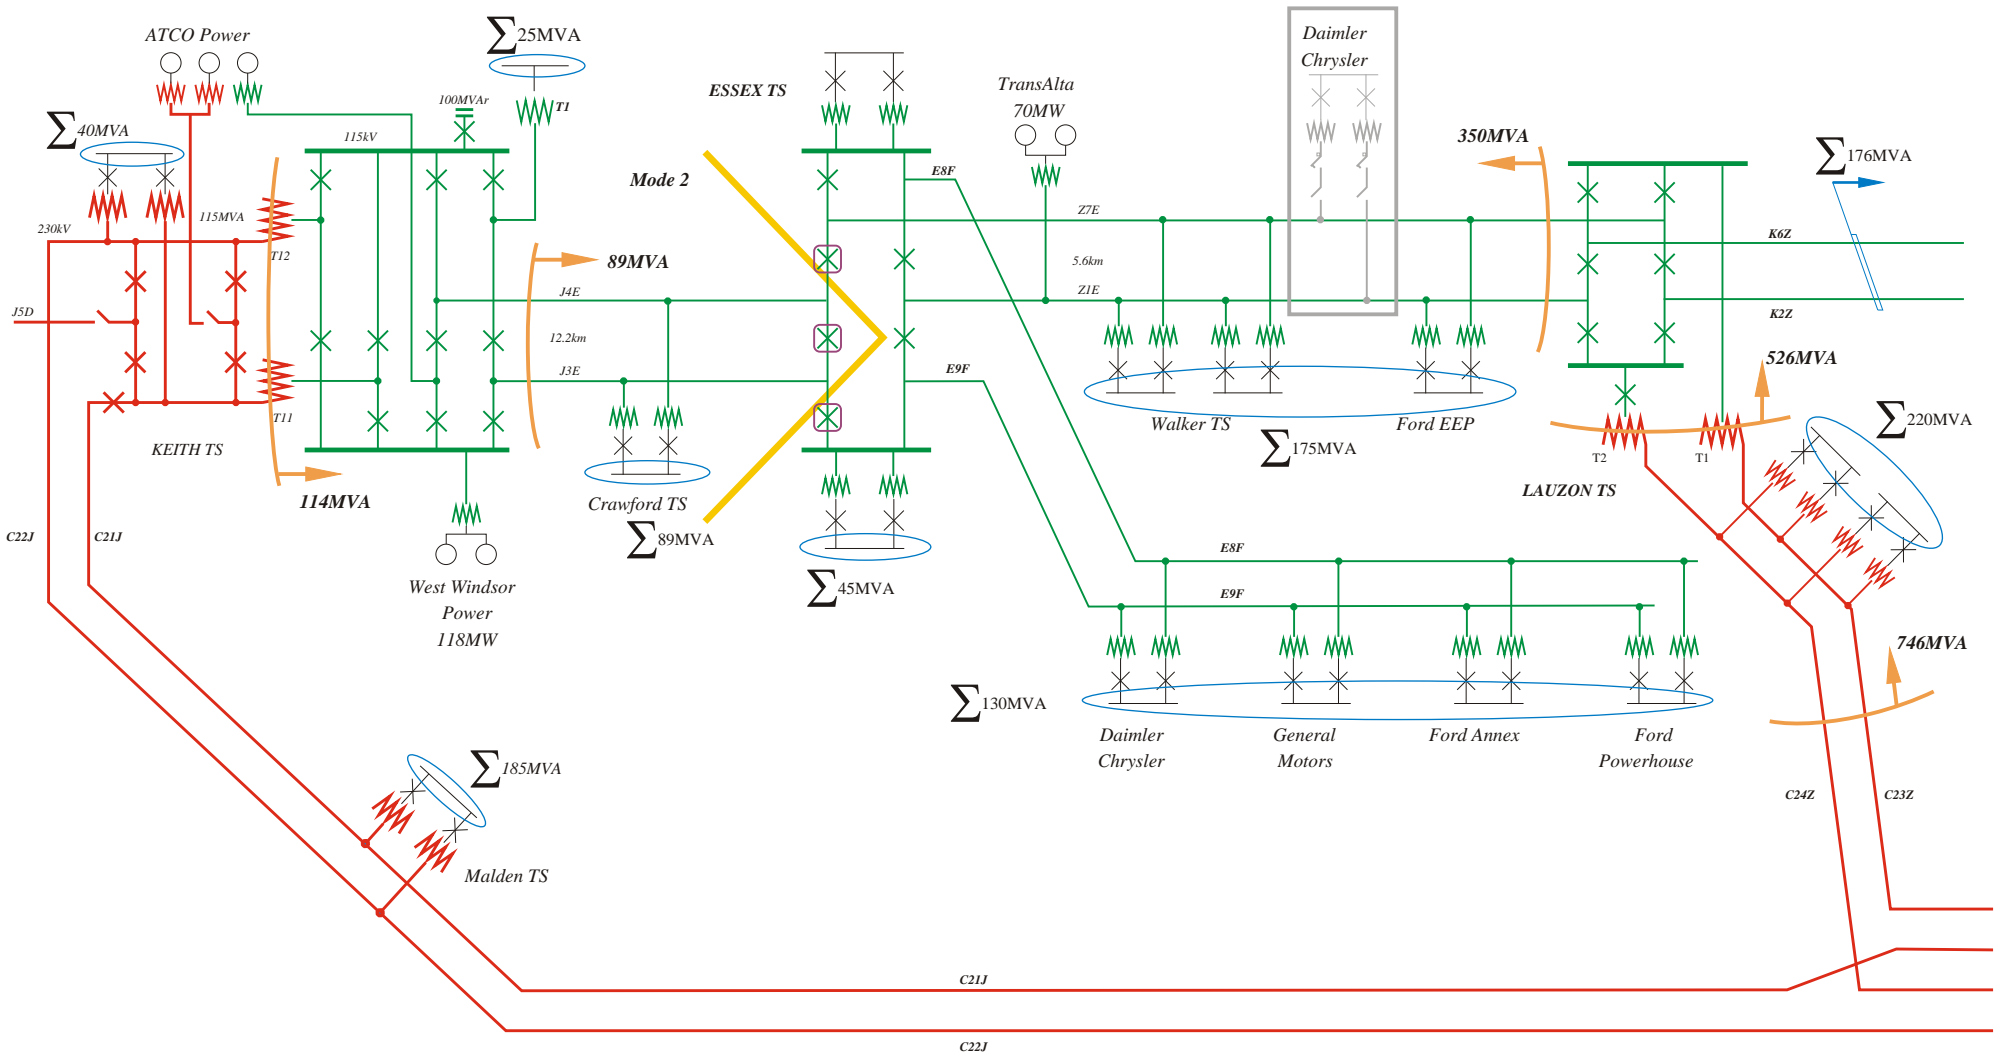 ATCO Power
∑25MVA
Daimler
Chrysler
ESSEX TS
TransAlta
70MW
100MVAr
T1
∑40MVA
115kV
350MVA
∑176MVA
Mode 2
E8F
115MVA
230kV
Z7E
K6Z
T12
89MVA
5.6km
J4E
Z1E
J5D
K2Z
12.2km
526MVA
J3E
E9F
T11
∑220MVA
KEITH TS
Walker TS
Ford EEP
∑175MVA
T2
T1
114MVA
Crawford TS
LAUZON TS
C22J
C21J
∑89MVA
E8F
West Windsor
Power
118MW
∑45MVA
E9F
746MVA
∑130MVA
Daimler
Chrysler
General
Motors
Ford Annex
Ford
Powerhouse
∑185MVA
C24Z
C23Z
Malden TS
C21J
C22J